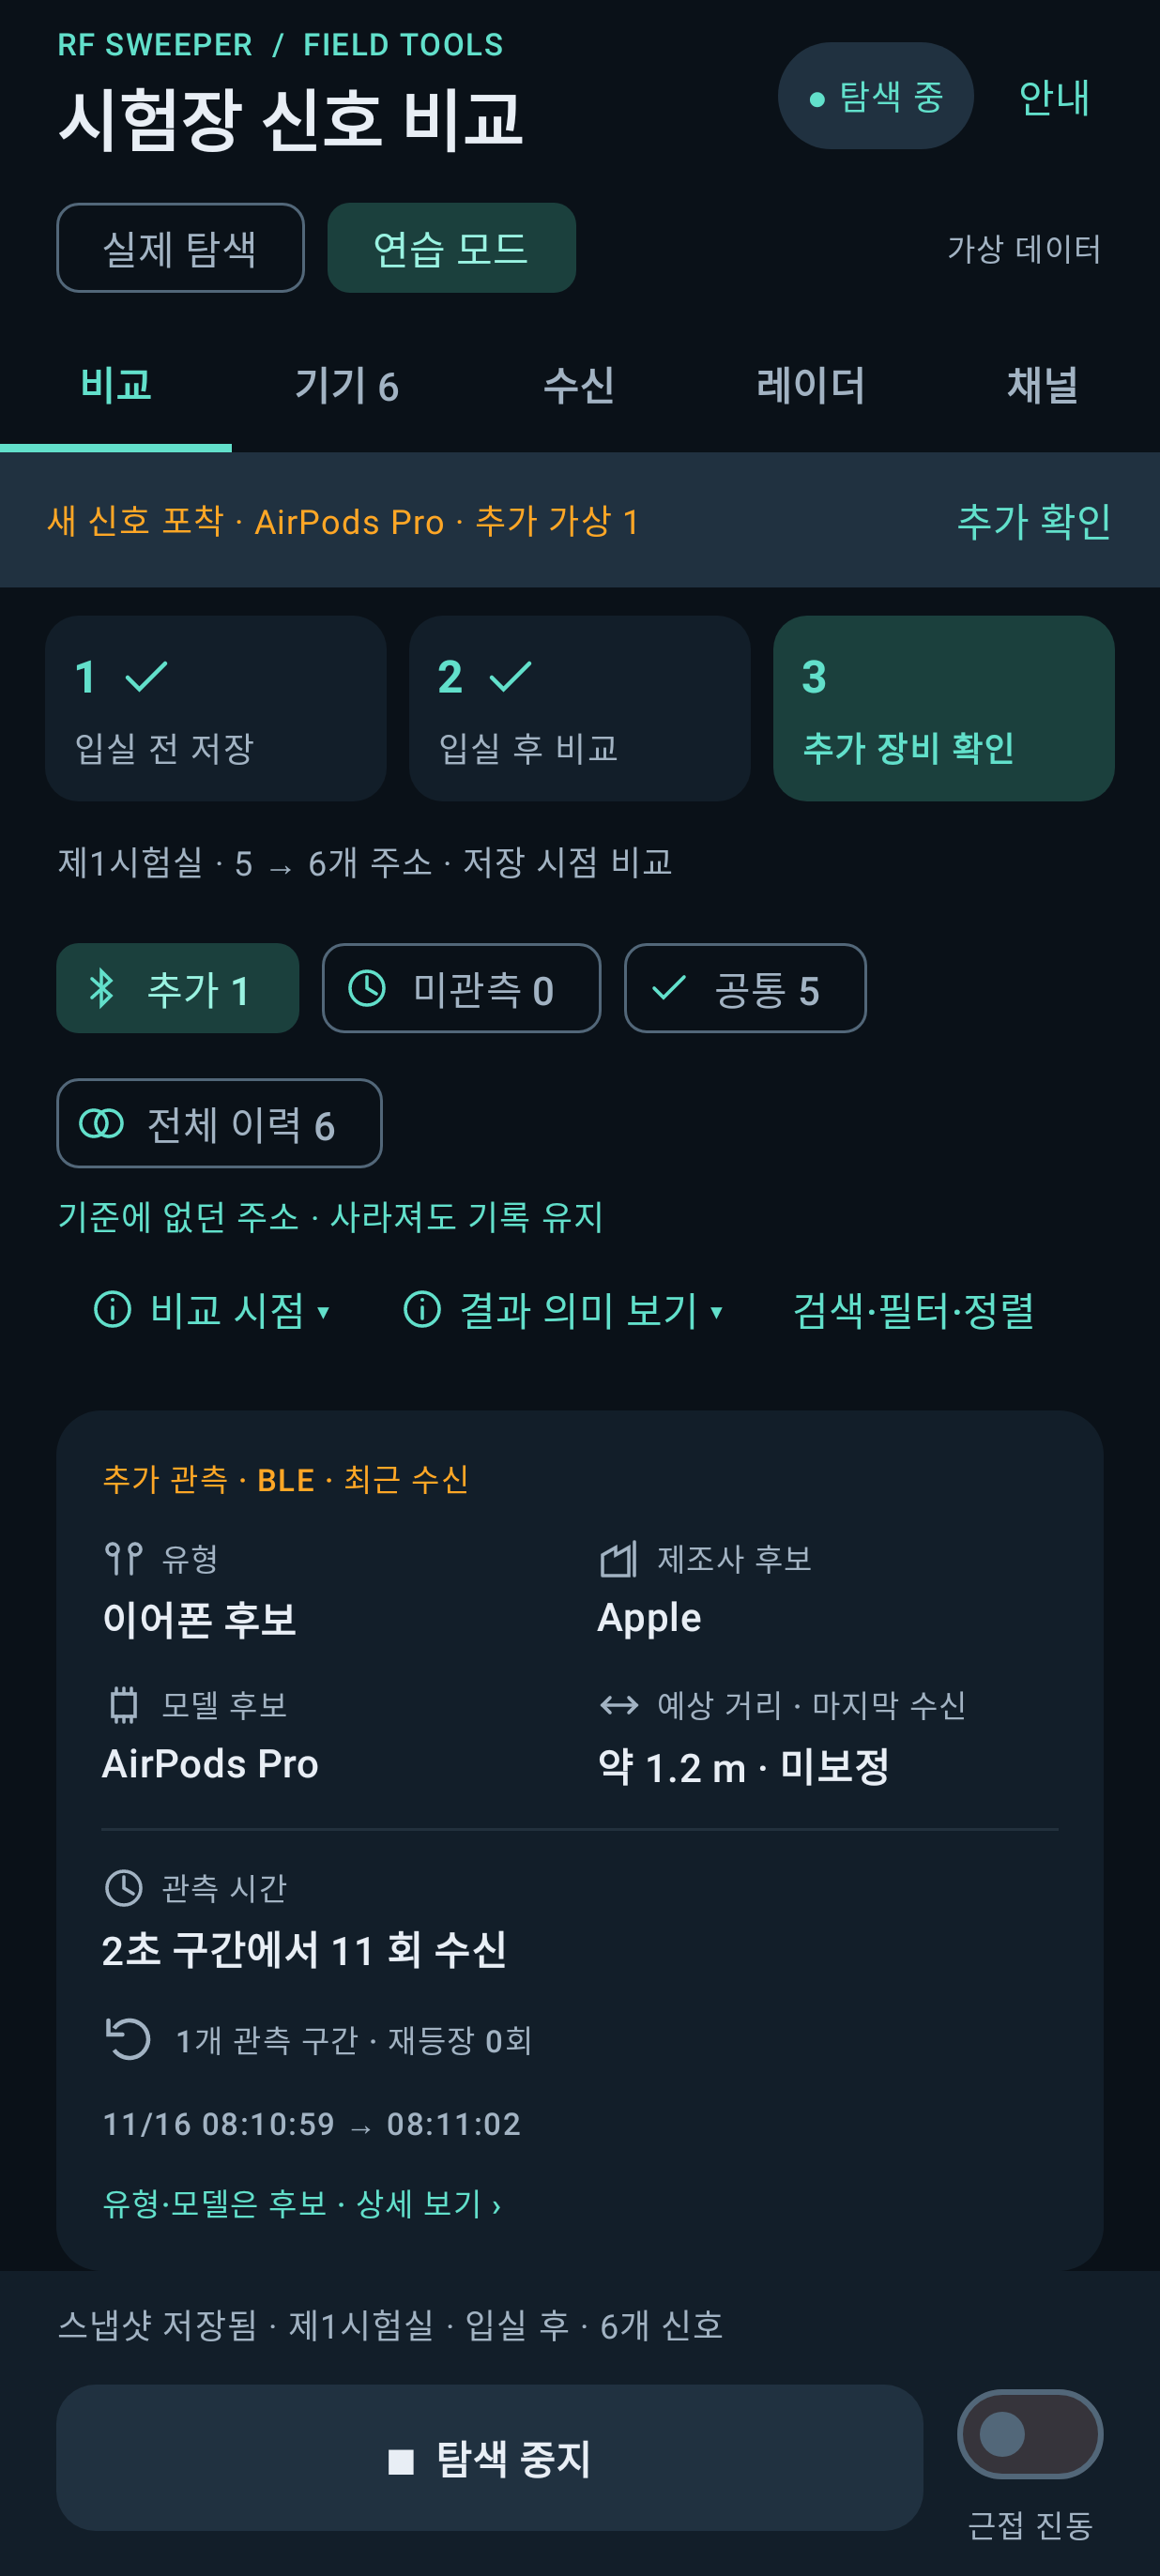 RF SWEEPER / FIELD TOOLS
시험장 신호 비교
● 탐색 중
안내
실제 탐색
연습 모드
가상 데이터
비교
기기 6
수신
레이더
채널
새 신호 포착 · AirPods Pro · 추가 가상 1
추가 확인
1
입실 전 저장
2
입실 후 비교
3
추가 장비 확인
제1시험실 · 5 → 6개 주소 · 저장 시점 비교
추가 1
미관측 0
공통 5
전체 이력 6
기준에 없던 주소 · 사라져도 기록 유지
비교 시점 ▾
결과 의미 보기 ▾
검색·필터·정렬
추가 관측 · BLE · 최근 수신
유형
이어폰 후보
제조사 후보
Apple
모델 후보
AirPods Pro
예상 거리 · 마지막 수신
약 1.2 m · 미보정
관측 시간
2초 구간에서 11 회 수신
1개 관측 구간 · 재등장 0회
11/16 08:10:59 → 08:11:02
유형·모델은 후보 · 상세 보기 ›
스냅샷 저장됨 · 제1시험실 · 입실 후 · 6개 신호
■ 탐색 중지
근접 진동